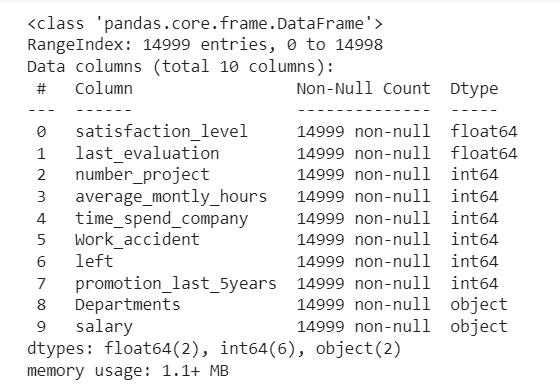 <class 'pandas.core.frame.DataFrame'>
RangeIndex: 14999 entries, 0 to 14998
Data columns (total 10 columns):
 #   Column                 Non-Null Count  Dtype
---  ------                 --------------  -----
 0   satisfaction_level     14999 non-null  float64
 1   last_evaluation        14999 non-null  float64
 2   number_project         14999 non-null  int64
 3   average_montly_hours   14999 non-null  int64
 4   time_spend_company     14999 non-null  int64
 5   Work_accident          14999 non-null  int64
 6   left                   14999 non-null  int64
 7   promotion_last_5years  14999 non-null  int64
 8   Departments            14999 non-null  object
 9   salary                 14999 non-null  object
dtypes: float64(2), int64(6), object(2)
memory usage: 1.1+ MB